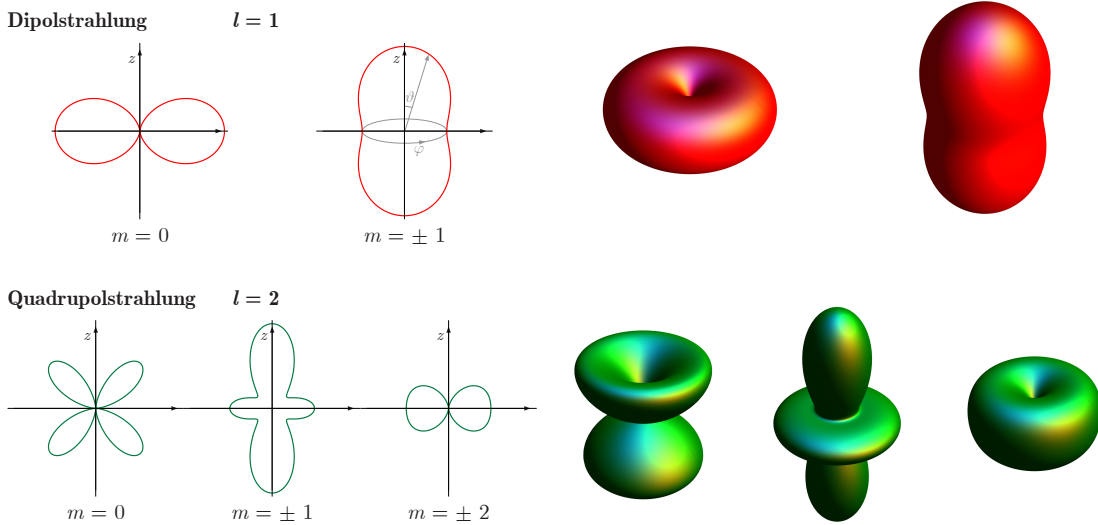 Dipolstrahlung l = 1
z
z
ϑ
φ
m = 0
m = ± 1
Quadrupolstrahlung l = 2
z
z
z
m = 0
m = ± 1
m = ± 2